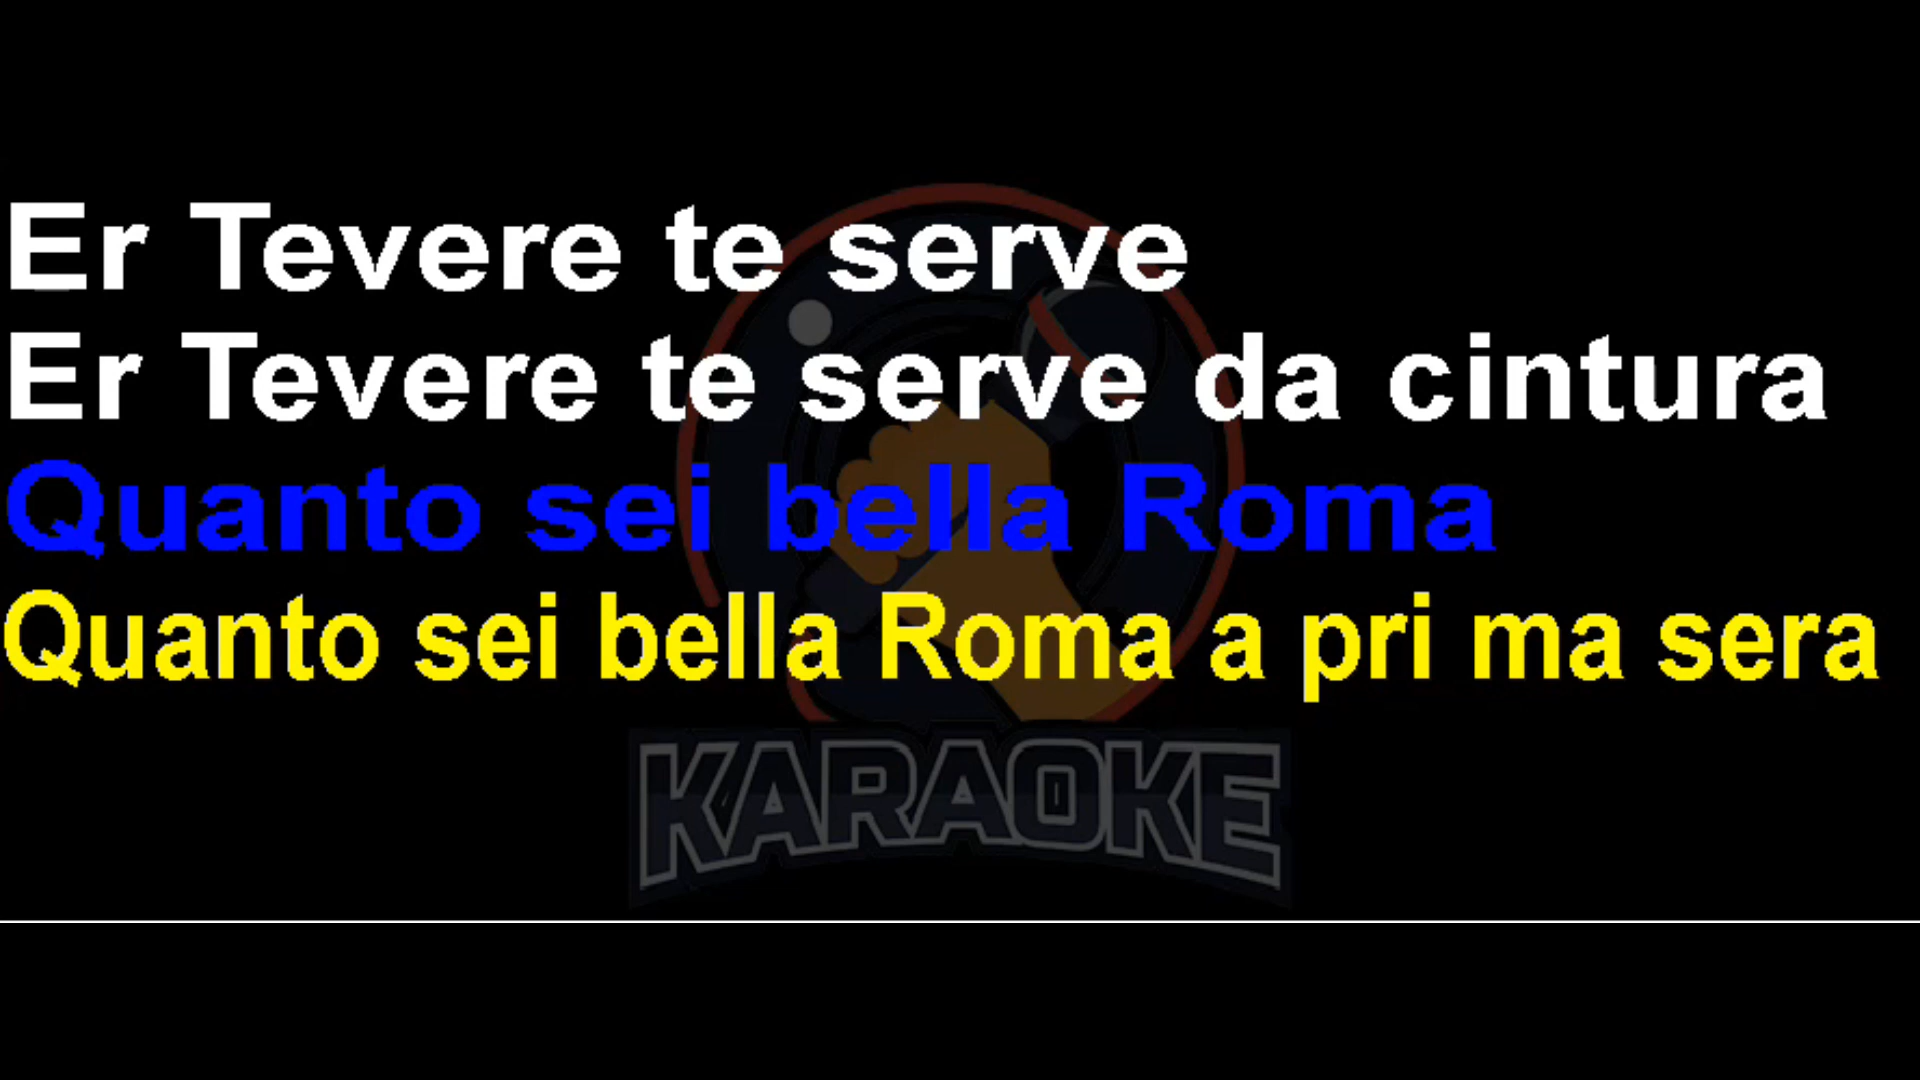 Er Tevere te serve
Er Tevere te serve da cintura
Quanto sei bella Roma
Quanto sei bella Roma a pri ma sera
KARAOKE